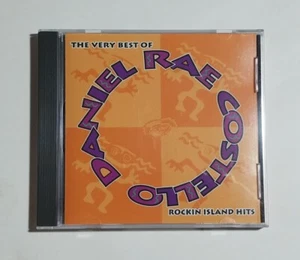 THE VERY BEST OF
DANIEL RAE COSTELLO
ROCKIN ISLAND HITS